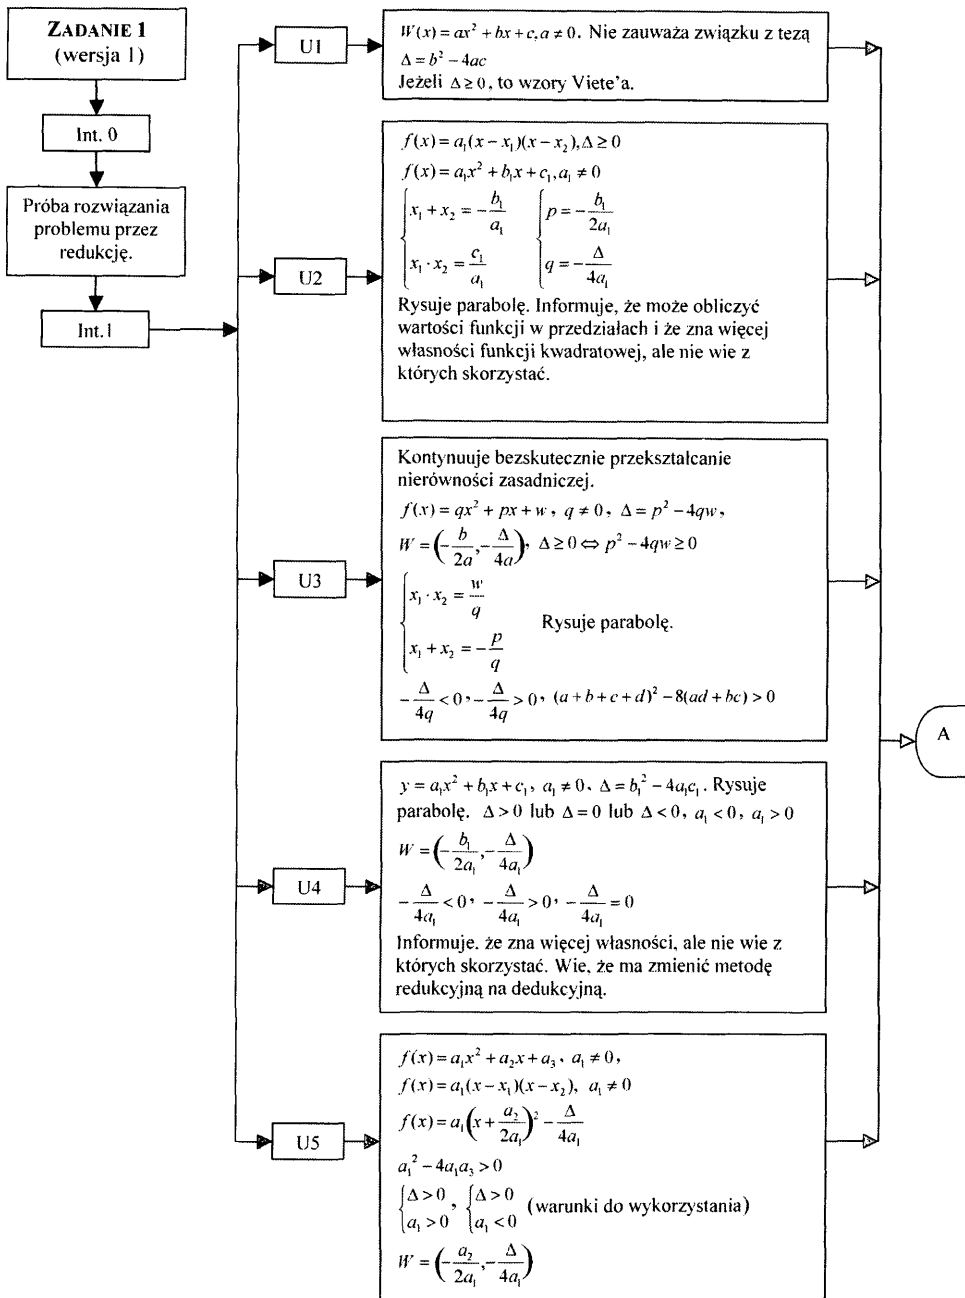 ZADANIE 1
(wersja 1)
Int. 0
Próba rozwiązania
problemu przez
redukcję.
Int.1
U1
W(x) = ax² + bx + c, a ≠ 0. Nie zauważa związku z tezą
Δ = b² − 4ac
Jeżeli Δ ≥ 0, to wzory Viete'a.
U2
f(x) = a₁(x − x₁)(x − x₂), Δ ≥ 0
f(x) = a₁x² + b₁x + c₁, a₁ ≠ 0
{x₁ + x₂ = −b₁/a₁ {p = −b₁/2a₁
{x₁ · x₂ = c₁/a₁ {q = −Δ/4a₁
Rysuje parabolę. Informuje, że może obliczyć
wartości funkcji w przedziałach i że zna więcej
własności funkcji kwadratowej, ale nie wie z
których skorzystać.
U3
Kontynuuje bezskutecznie przekształcanie
nierówności zasadniczej.
f(x) = qx² + px + w, q ≠ 0, Δ = p² − 4qw,
W = (−b/2a, −Δ/4a), Δ ≥ 0 ⇔ p² − 4qw ≥ 0
{x₁ · x₂ = w/q
Rysuje parabolę.
{x₁ + x₂ = −p/q
−Δ/4q < 0, −Δ/4q > 0, (a + b + c + d)² − 8(ad + bc) > 0
A
U4
y = a₁x² + b₁x + c₁, a₁ ≠ 0, Δ = b₁² − 4a₁c₁. Rysuje
parabolę. Δ > 0 lub Δ = 0 lub Δ < 0, a₁ < 0, a₁ > 0
W = (−b₁/2a₁, −Δ/4a₁)
−Δ/4a₁ < 0, −Δ/4a₁ > 0, −Δ/4a₁ = 0
Informuje, że zna więcej własności, ale nie wie z
których skorzystać. Wie, że ma zmienić metodę
redukcyjną na dedukcyjną.
U5
f(x) = a₁x² + a₂x + a₃, a₁ ≠ 0,
f(x) = a₁(x − x₁)(x − x₂), a₁ ≠ 0
f(x) = a₁(x + a₂/2a₁)² − Δ/4a₁
a₁² − 4a₁a₃ > 0
{Δ > 0, a₁ > 0, {Δ > 0, a₁ < 0 (warunki do wykorzystania)
W = (−a₂/2a₁, −Δ/4a₁)